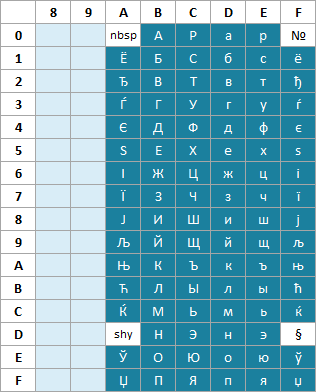 8 9 A B C D E F
0 nbsp А Р а р №
1 Ё Б С б с ё
2 Ђ В Т в т ђ
3 Ѓ Г У г у ѓ
4 Є Д Ф д ф є
5 Ѕ Е Х е х ѕ
6 І Ж Ц ж ц і
7 Ї З Ч з ч ї
8 Ј И Ш и ш ј
9 Љ Й Щ й щ љ
A Њ К Ъ к ъ њ
B Ћ Л Ы л ы ћ
C Ќ М Ь м ь ќ
D shy Н Э н э §
E Ў О Ю о ю ў
F Џ П Я п я џ